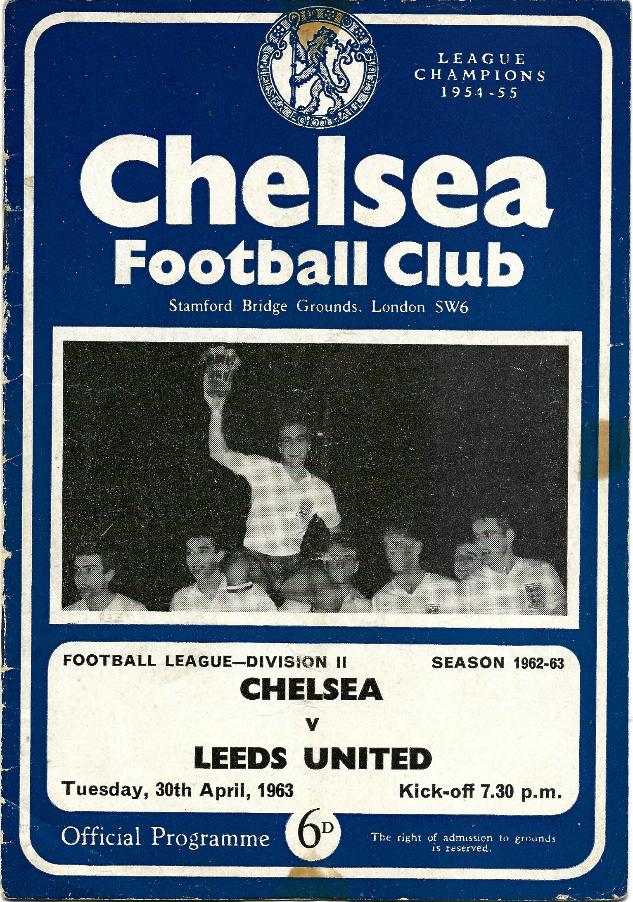 LEAGUE
CHAMPIONS
1954-55
Chelsea
Football Club
Stamford Bridge Grounds. London SW6
FOOTBALL LEAGUE—DIVISION II SEASON 1962-63
CHELSEA
v
LEEDS UNITED
Tuesday, 30th April, 1963 Kick-off 7.30 p.m.
Official Programme 6D The right of admission to grounds
is reserved.